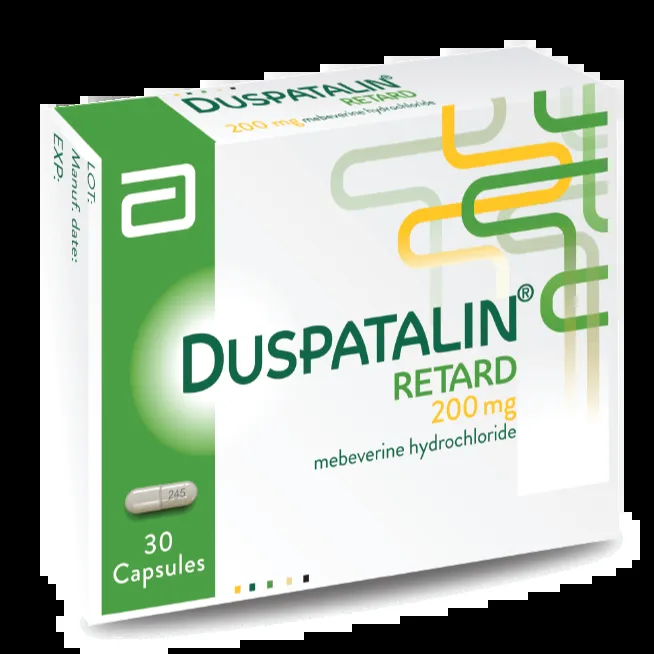 DUSPATALIN®
RETARD
200 mg mebeverine hydrochloride
LOT:
Manuf. date:
EXP:
DUSPATALIN®
RETARD
200 mg
mebeverine hydrochloride
245
30
Capsules